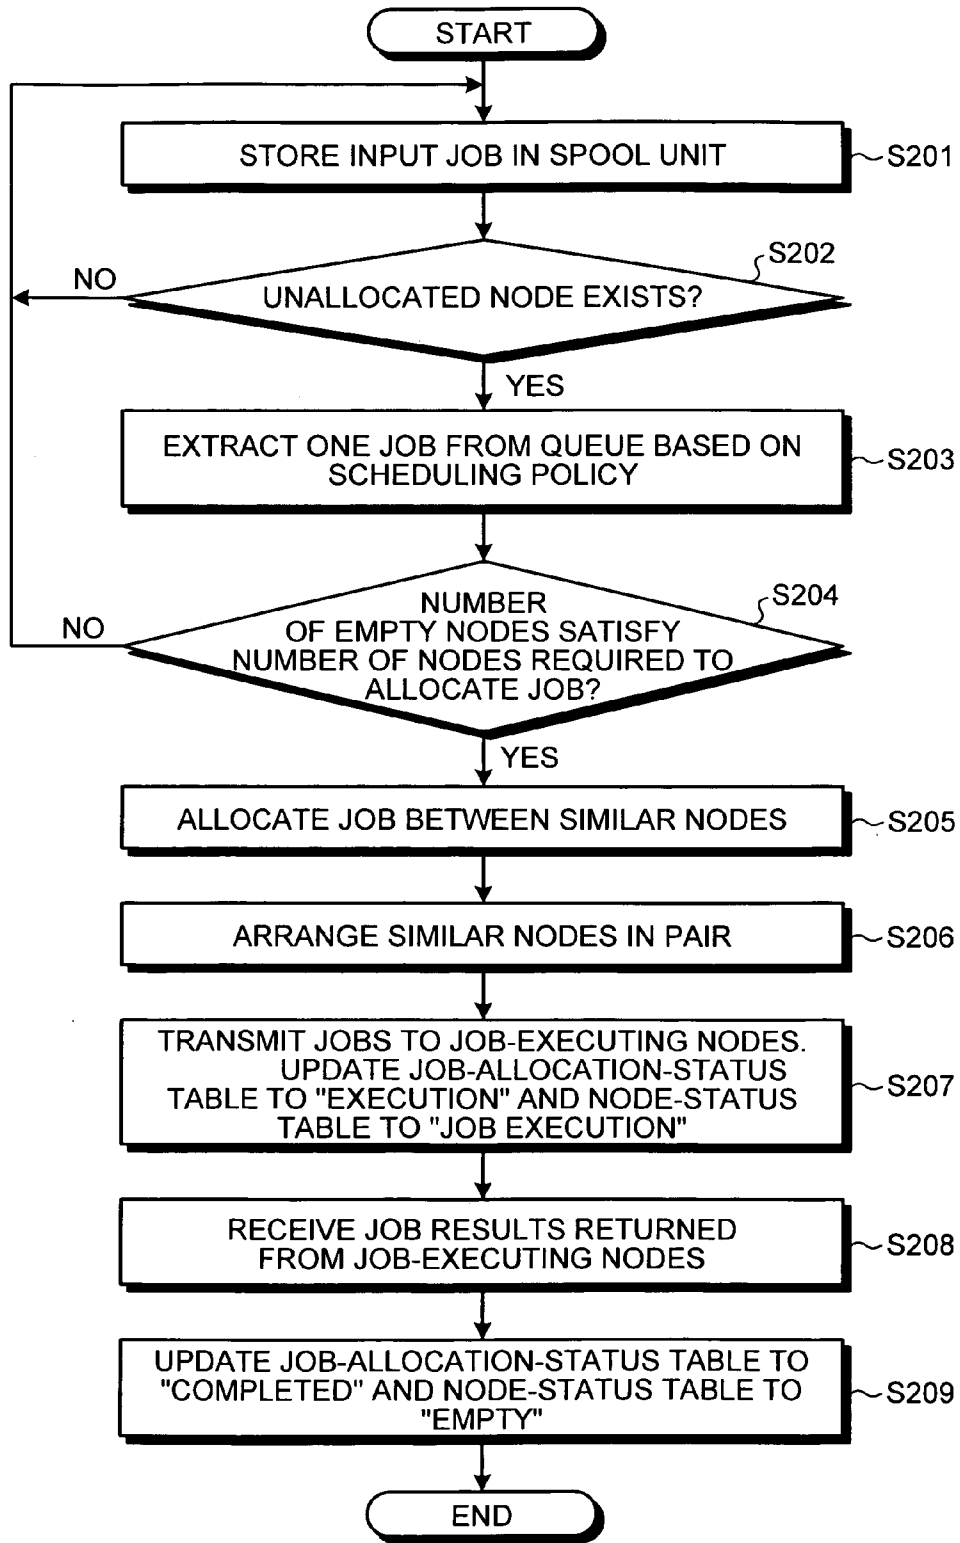 START
STORE INPUT JOB IN SPOOL UNIT
S201
S202
NO
UNALLOCATED NODE EXISTS?
YES
EXTRACT ONE JOB FROM QUEUE BASED ON
SCHEDULING POLICY
S203
S204
NUMBER
OF EMPTY NODES SATISFY
NUMBER OF NODES REQUIRED TO
ALLOCATE JOB?
NO
YES
ALLOCATE JOB BETWEEN SIMILAR NODES
S205
ARRANGE SIMILAR NODES IN PAIR
S206
TRANSMIT JOBS TO JOB-EXECUTING NODES.
UPDATE JOB-ALLOCATION-STATUS
TABLE TO "EXECUTION" AND NODE-STATUS
TABLE TO "JOB EXECUTION"
S207
RECEIVE JOB RESULTS RETURNED
FROM JOB-EXECUTING NODES
S208
UPDATE JOB-ALLOCATION-STATUS TABLE TO
"COMPLETED" AND NODE-STATUS TABLE TO
"EMPTY"
S209
END